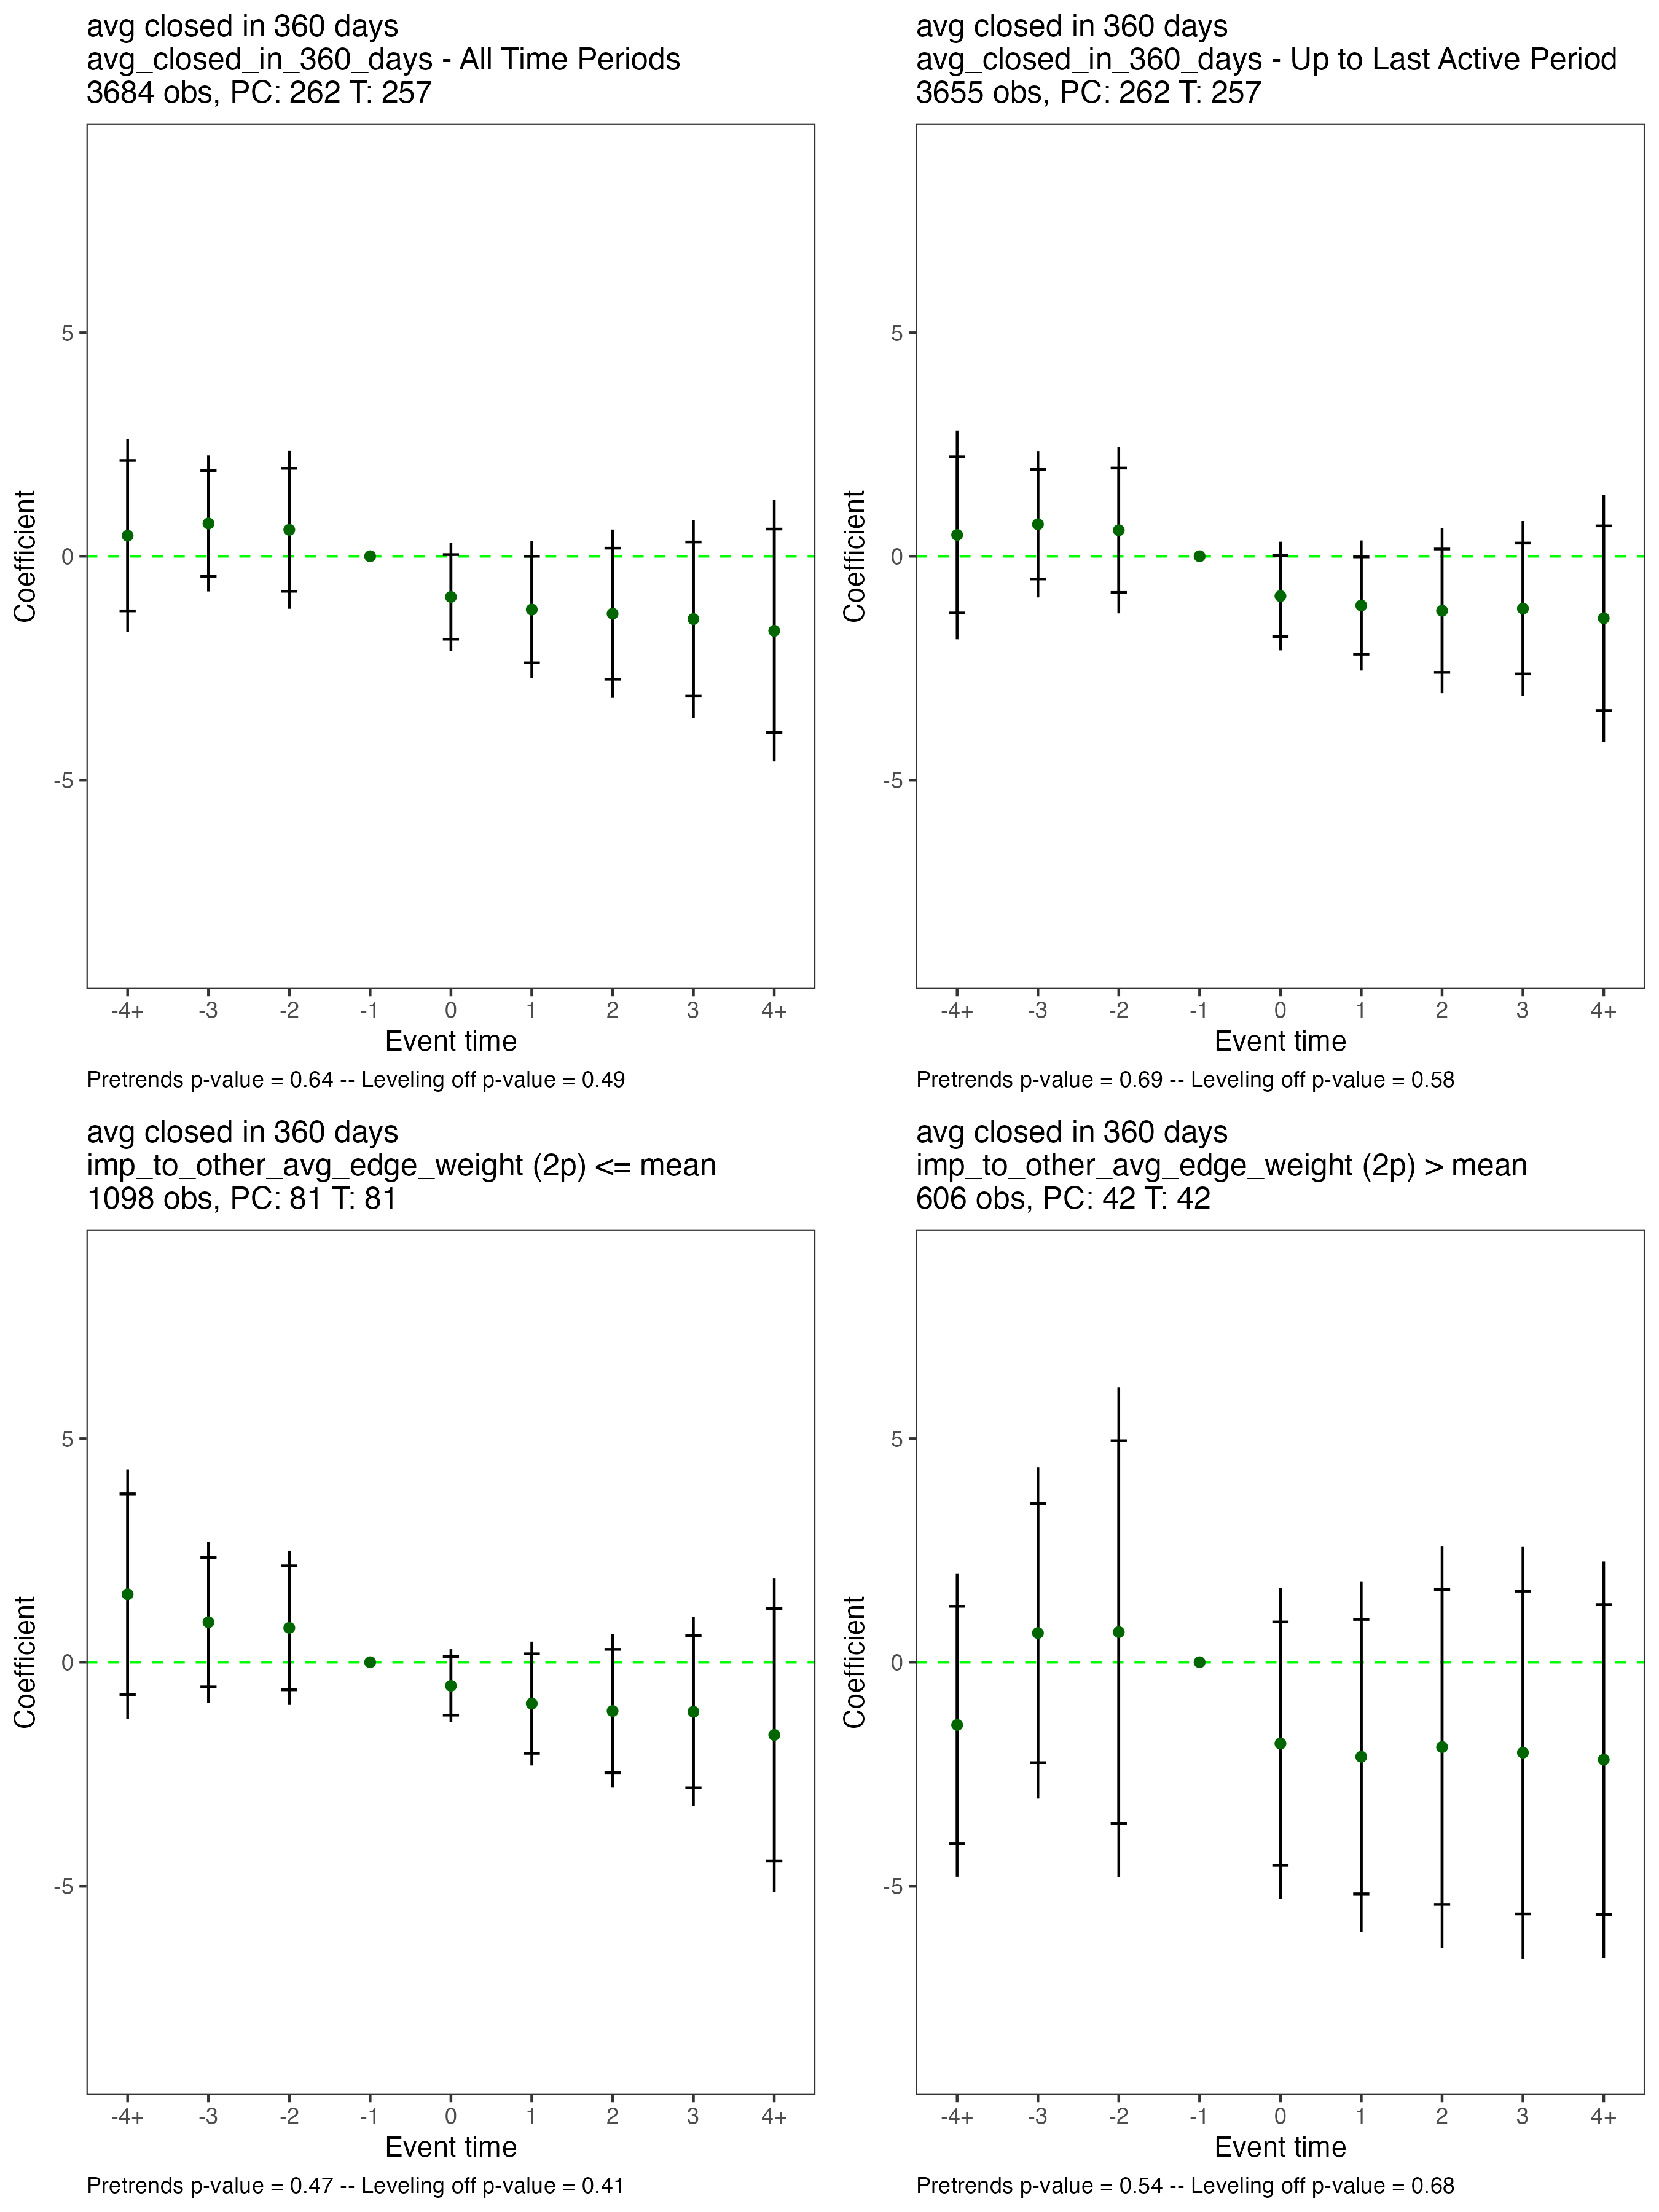 avg closed in 360 days
avg_closed_in_360_days - All Time Periods
3684 obs, PC: 262 T: 257
Coefficient
5
0
-5
-4+ -3 -2 -1 0 1 2 3 4+
Event time
Pretrends p-value = 0.64 -- Leveling off p-value = 0.49
avg closed in 360 days
avg_closed_in_360_days - Up to Last Active Period
3655 obs, PC: 262 T: 257
Coefficient
5
0
-5
-4+ -3 -2 -1 0 1 2 3 4+
Event time
Pretrends p-value = 0.69 -- Leveling off p-value = 0.58
avg closed in 360 days
imp_to_other_avg_edge_weight (2p) <= mean
1098 obs, PC: 81 T: 81
Coefficient
5
0
-5
-4+ -3 -2 -1 0 1 2 3 4+
Event time
Pretrends p-value = 0.47 -- Leveling off p-value = 0.41
avg closed in 360 days
imp_to_other_avg_edge_weight (2p) > mean
606 obs, PC: 42 T: 42
Coefficient
5
0
-5
-4+ -3 -2 -1 0 1 2 3 4+
Event time
Pretrends p-value = 0.54 -- Leveling off p-value = 0.68